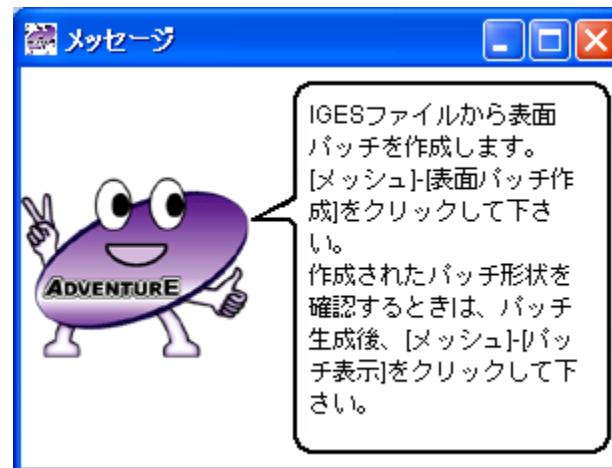 メッセージ
IGESファイルから表面
パッチを作成します。
[メッシュ]-[表面パッチ作
成]をクリックして下さ
い。
作成されたパッチ形状を
確認するときは、パッチ
生成後、[メッシュ]-[パッ
チ表示]をクリックして下
さい。
ADVENTURE